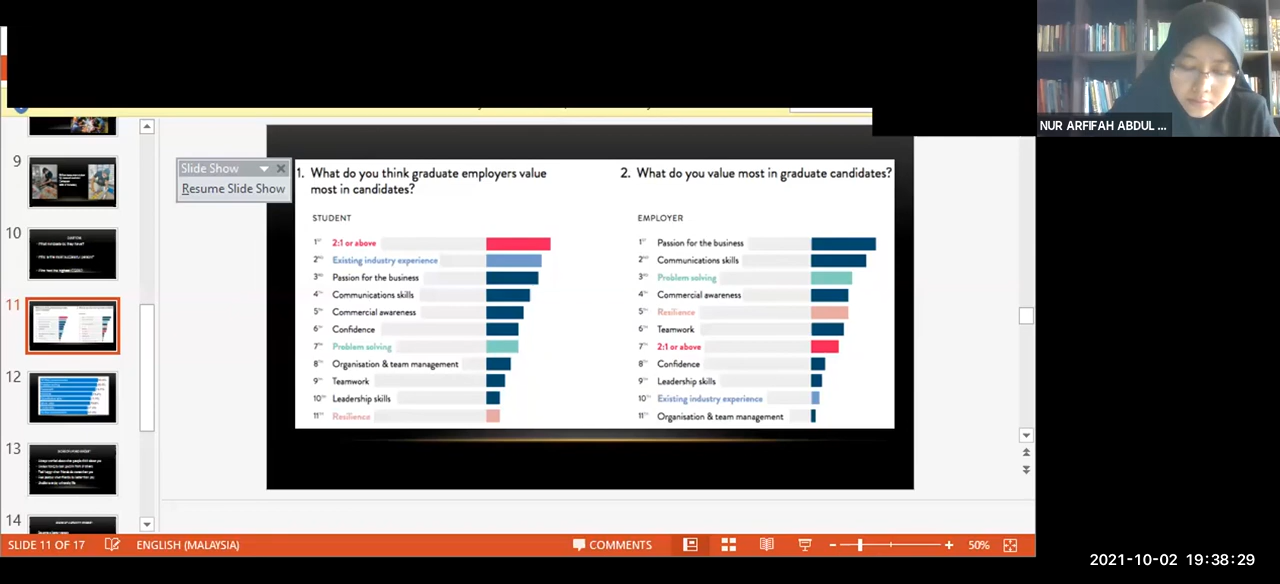 NUR ARFIFAH ABDUL ...
9
10
11
12
13
14
Slide Show
Resume Slide Show
1. What do you think graduate employers value
most in candidates?
STUDENT
1ST 2:1 or above
2ND Existing industry experience
3RD Passion for the business
4TH Communications skills
5TH Commercial awareness
6TH Confidence
7TH Problem solving
8TH Organisation & team management
9TH Teamwork
10TH Leadership skills
11TH Resilience
2. What do you value most in graduate candidates?
EMPLOYER
1ST Passion for the business
2ND Communications skills
3RD Problem solving
4TH Commercial awareness
5TH Resilience
6TH Teamwork
7TH 2:1 or above
8TH Confidence
9TH Leadership skills
10TH Existing industry experience
11TH Organisation & team management
SLIDE 11 OF 17
ENGLISH (MALAYSIA)
COMMENTS
50%
2021-10-02 19:38:29